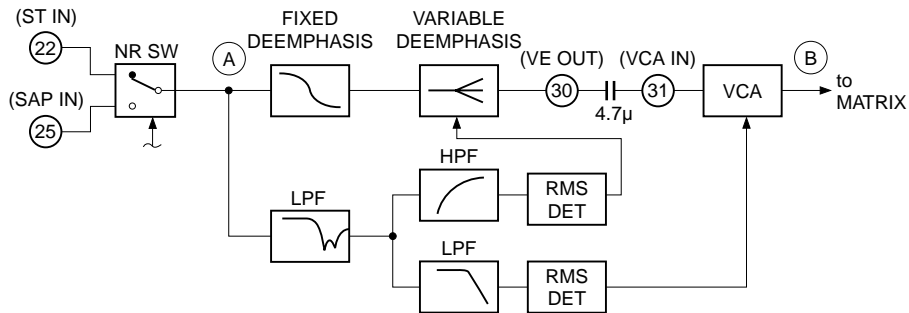 (ST IN)
22
NR SW
(SAP IN)
25
A
FIXED
DEEMPHASIS
VARIABLE
DEEMPHASIS
(VE OUT)
30
4.7μ
(VCA IN)
31
VCA
B
to
MATRIX
LPF
HPF
RMS
DET
LPF
RMS
DET